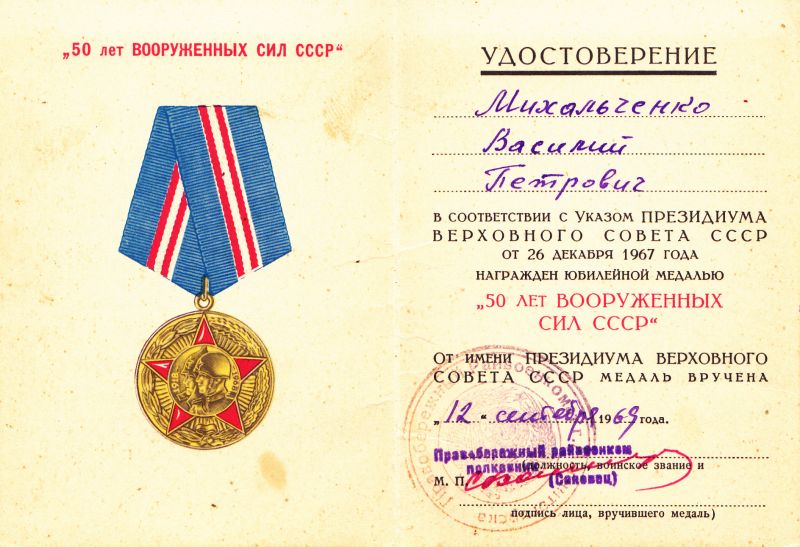 „50 лет ВООРУЖЕННЫХ СИЛ СССР“
УДОСТОВЕРЕНИЕ
Михальченко
Василий
Петрович
В СООТВЕТСТВИИ С УКАЗОМ ПРЕЗИДИУМА
ВЕРХОВНОГО СОВЕТА СССР
ОТ 26 ДЕКАБРЯ 1967 ГОДА
НАГРАЖДЕН ЮБИЛЕЙНОЙ МЕДАЛЬЮ
„50 ЛЕТ ВООРУЖЕННЫХ
СИЛ СССР“
ОТ ИМЕНИ ПРЕЗИДИУМА ВЕРХОВНОГО
СОВЕТА СССР МЕДАЛЬ ВРУЧЕНА
„12“ сентября 1969 года.
Правобережный райвоенком
полковник
(должность, воинское звание и
М. П.
(Саковец)
подпись лица, вручившего медаль)